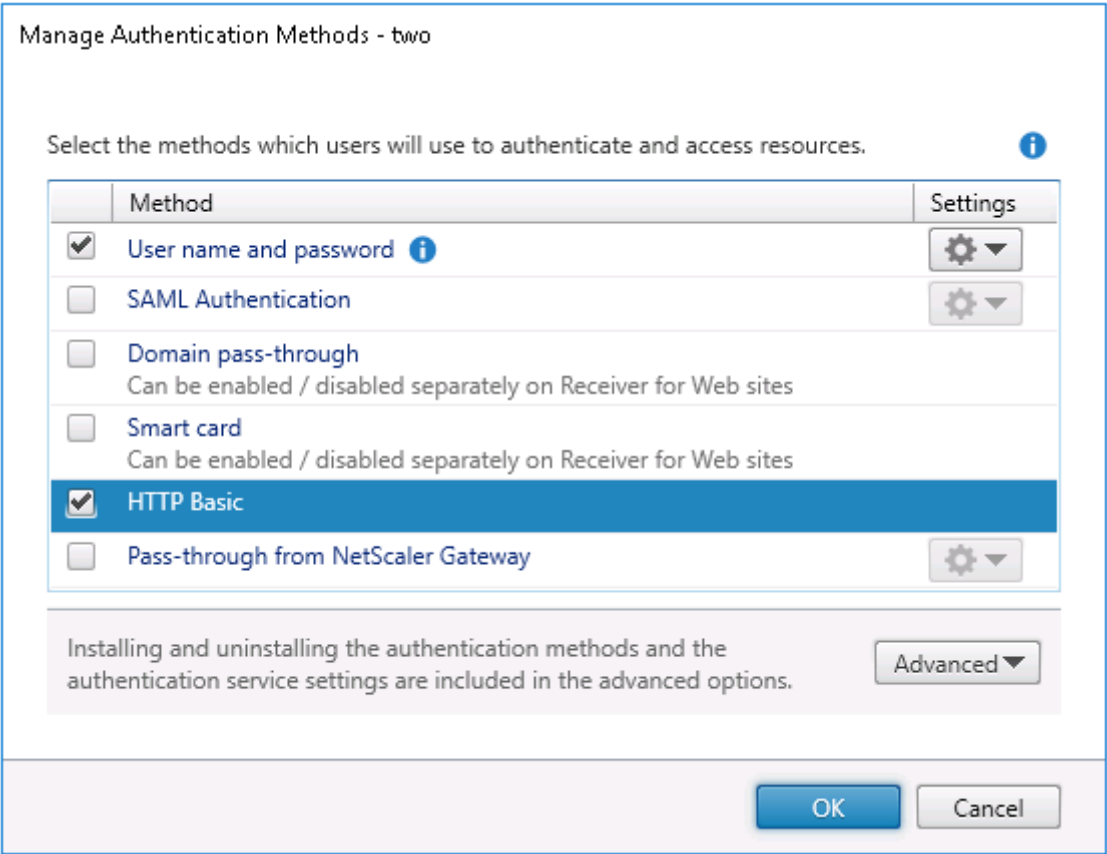 Manage Authentication Methods - two
Select the methods which users will use to authenticate and access resources.
Method Settings
User name and password
SAML Authentication
Domain pass-through
Can be enabled / disabled separately on Receiver for Web sites
Smart card
Can be enabled / disabled separately on Receiver for Web sites
HTTP Basic
Pass-through from NetScaler Gateway
Installing and uninstalling the authentication methods and the
authentication service settings are included in the advanced options.
Advanced
OK Cancel